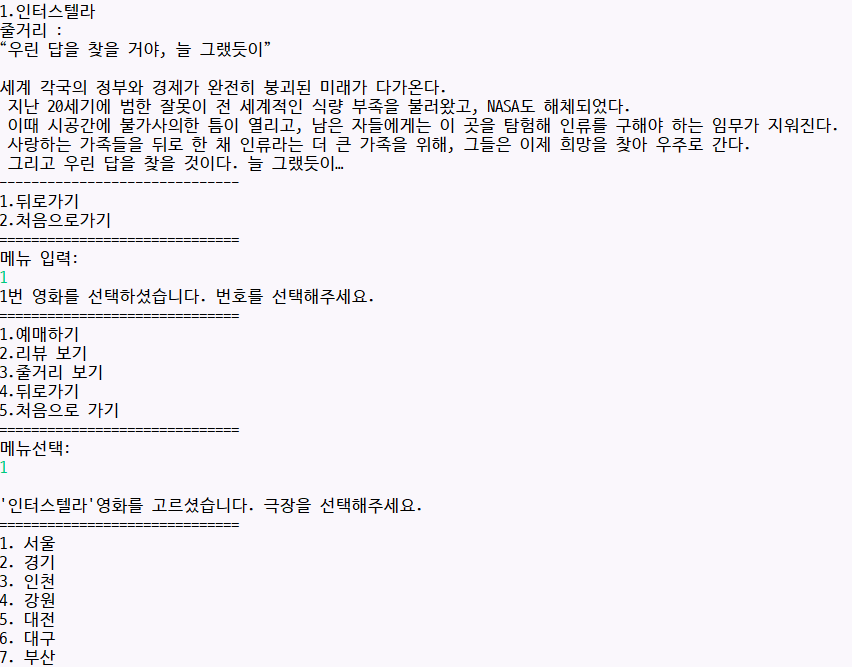 1.인터스텔라
줄거리 :
“우린 답을 찾을 거야, 늘 그랬듯이”
세계 각국의 정부와 경제가 완전히 붕괴된 미래가 다가온다.
지난 20세기에 범한 잘못이 전 세계적인 식량 부족을 불러왔고, NASA도 해체되었다.
이때 시공간에 불가사의한 틈이 열리고, 남은 자들에게는 이 곳을 탐험해 인류를 구해야 하는 임무가 지워진다.
사랑하는 가족들을 뒤로 한 채 인류라는 더 큰 가족을 위해, 그들은 이제 희망을 찾아 우주로 간다.
그리고 우린 답을 찾을 것이다. 늘 그랬듯이…
------------------------------
1.뒤로가기
2.처음으로가기
==============================
메뉴 입력:
1
1번 영화를 선택하셨습니다. 번호를 선택해주세요.
==============================
1.예매하기
2.리뷰 보기
3.줄거리 보기
4.뒤로가기
5.처음으로 가기
==============================
메뉴선택:
1
'인터스텔라'영화를 고르셨습니다. 극장을 선택해주세요.
==============================
1. 서울
2. 경기
3. 인천
4. 강원
5. 대전
6. 대구
7. 부산